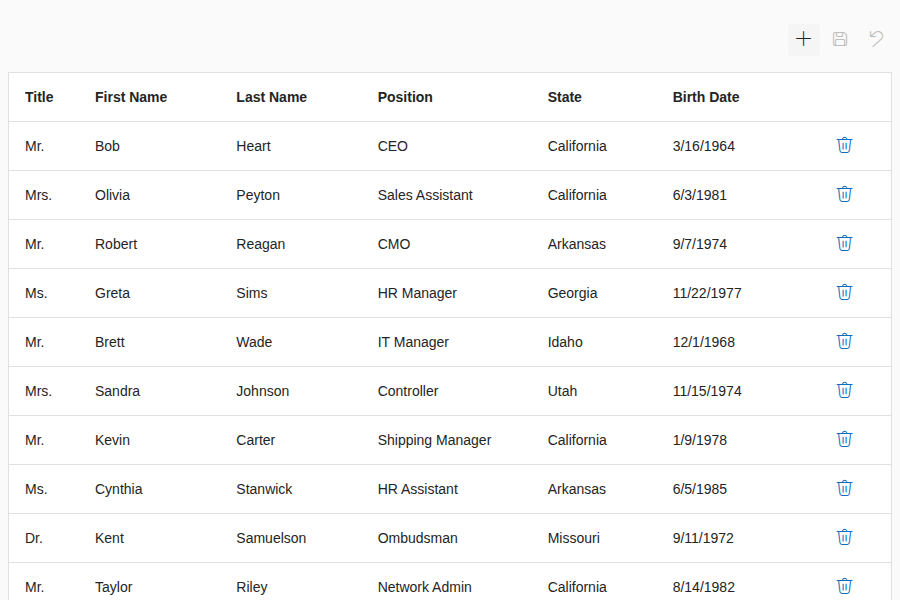 Title First Name Last Name Position State Birth Date
Mr. Bob Heart CEO California 3/16/1964
Mrs. Olivia Peyton Sales Assistant California 6/3/1981
Mr. Robert Reagan CMO Arkansas 9/7/1974
Ms. Greta Sims HR Manager Georgia 11/22/1977
Mr. Brett Wade IT Manager Idaho 12/1/1968
Mrs. Sandra Johnson Controller Utah 11/15/1974
Mr. Kevin Carter Shipping Manager California 1/9/1978
Ms. Cynthia Stanwick HR Assistant Arkansas 6/5/1985
Dr. Kent Samuelson Ombudsman Missouri 9/11/1972
Mr. Taylor Riley Network Admin California 8/14/1982